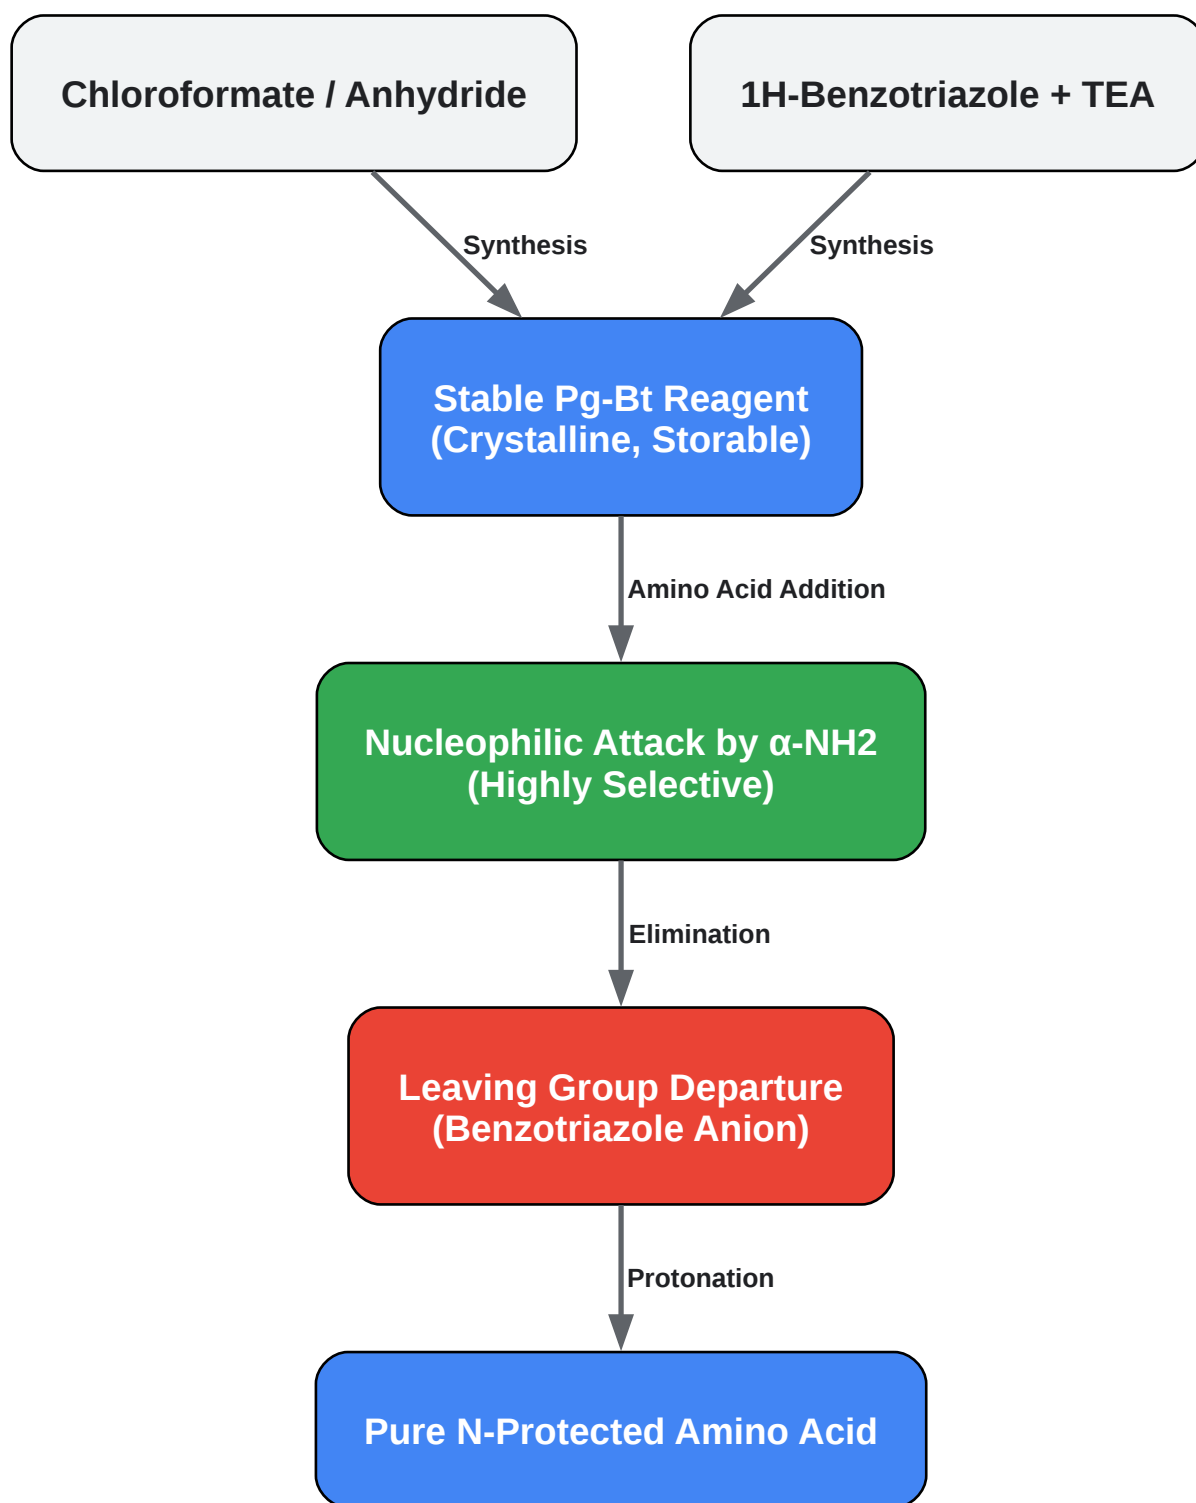 Chloroformate / Anhydride
1H-Benzotriazole + TEA
Synthesis
Synthesis
Stable Pg-Bt Reagent
(Crystalline, Storable)
Amino Acid Addition
Nucleophilic Attack by α-NH2
(Highly Selective)
Elimination
Leaving Group Departure
(Benzotriazole Anion)
Protonation
Pure N-Protected Amino Acid